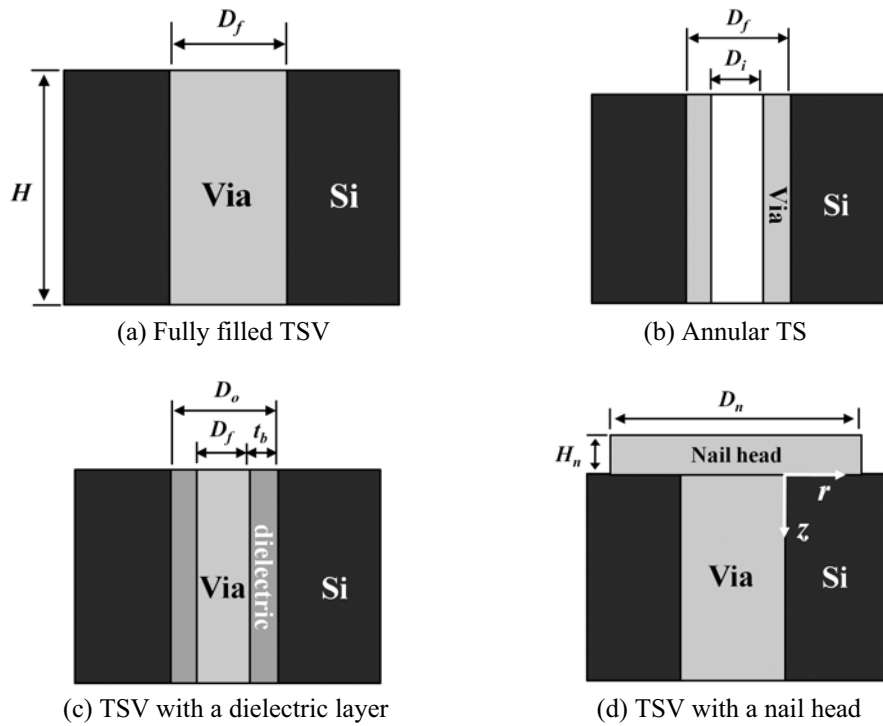 D_f
H
Via
Si
(a) Fully filled TSV
D_f
D_i
Via
Si
(b) Annular TS
D_o
D_f t_b
Via
dielectric
Si
(c) TSV with a dielectric layer
D_n
H_n
Nail head
r
z
Via
Si
(d) TSV with a nail head